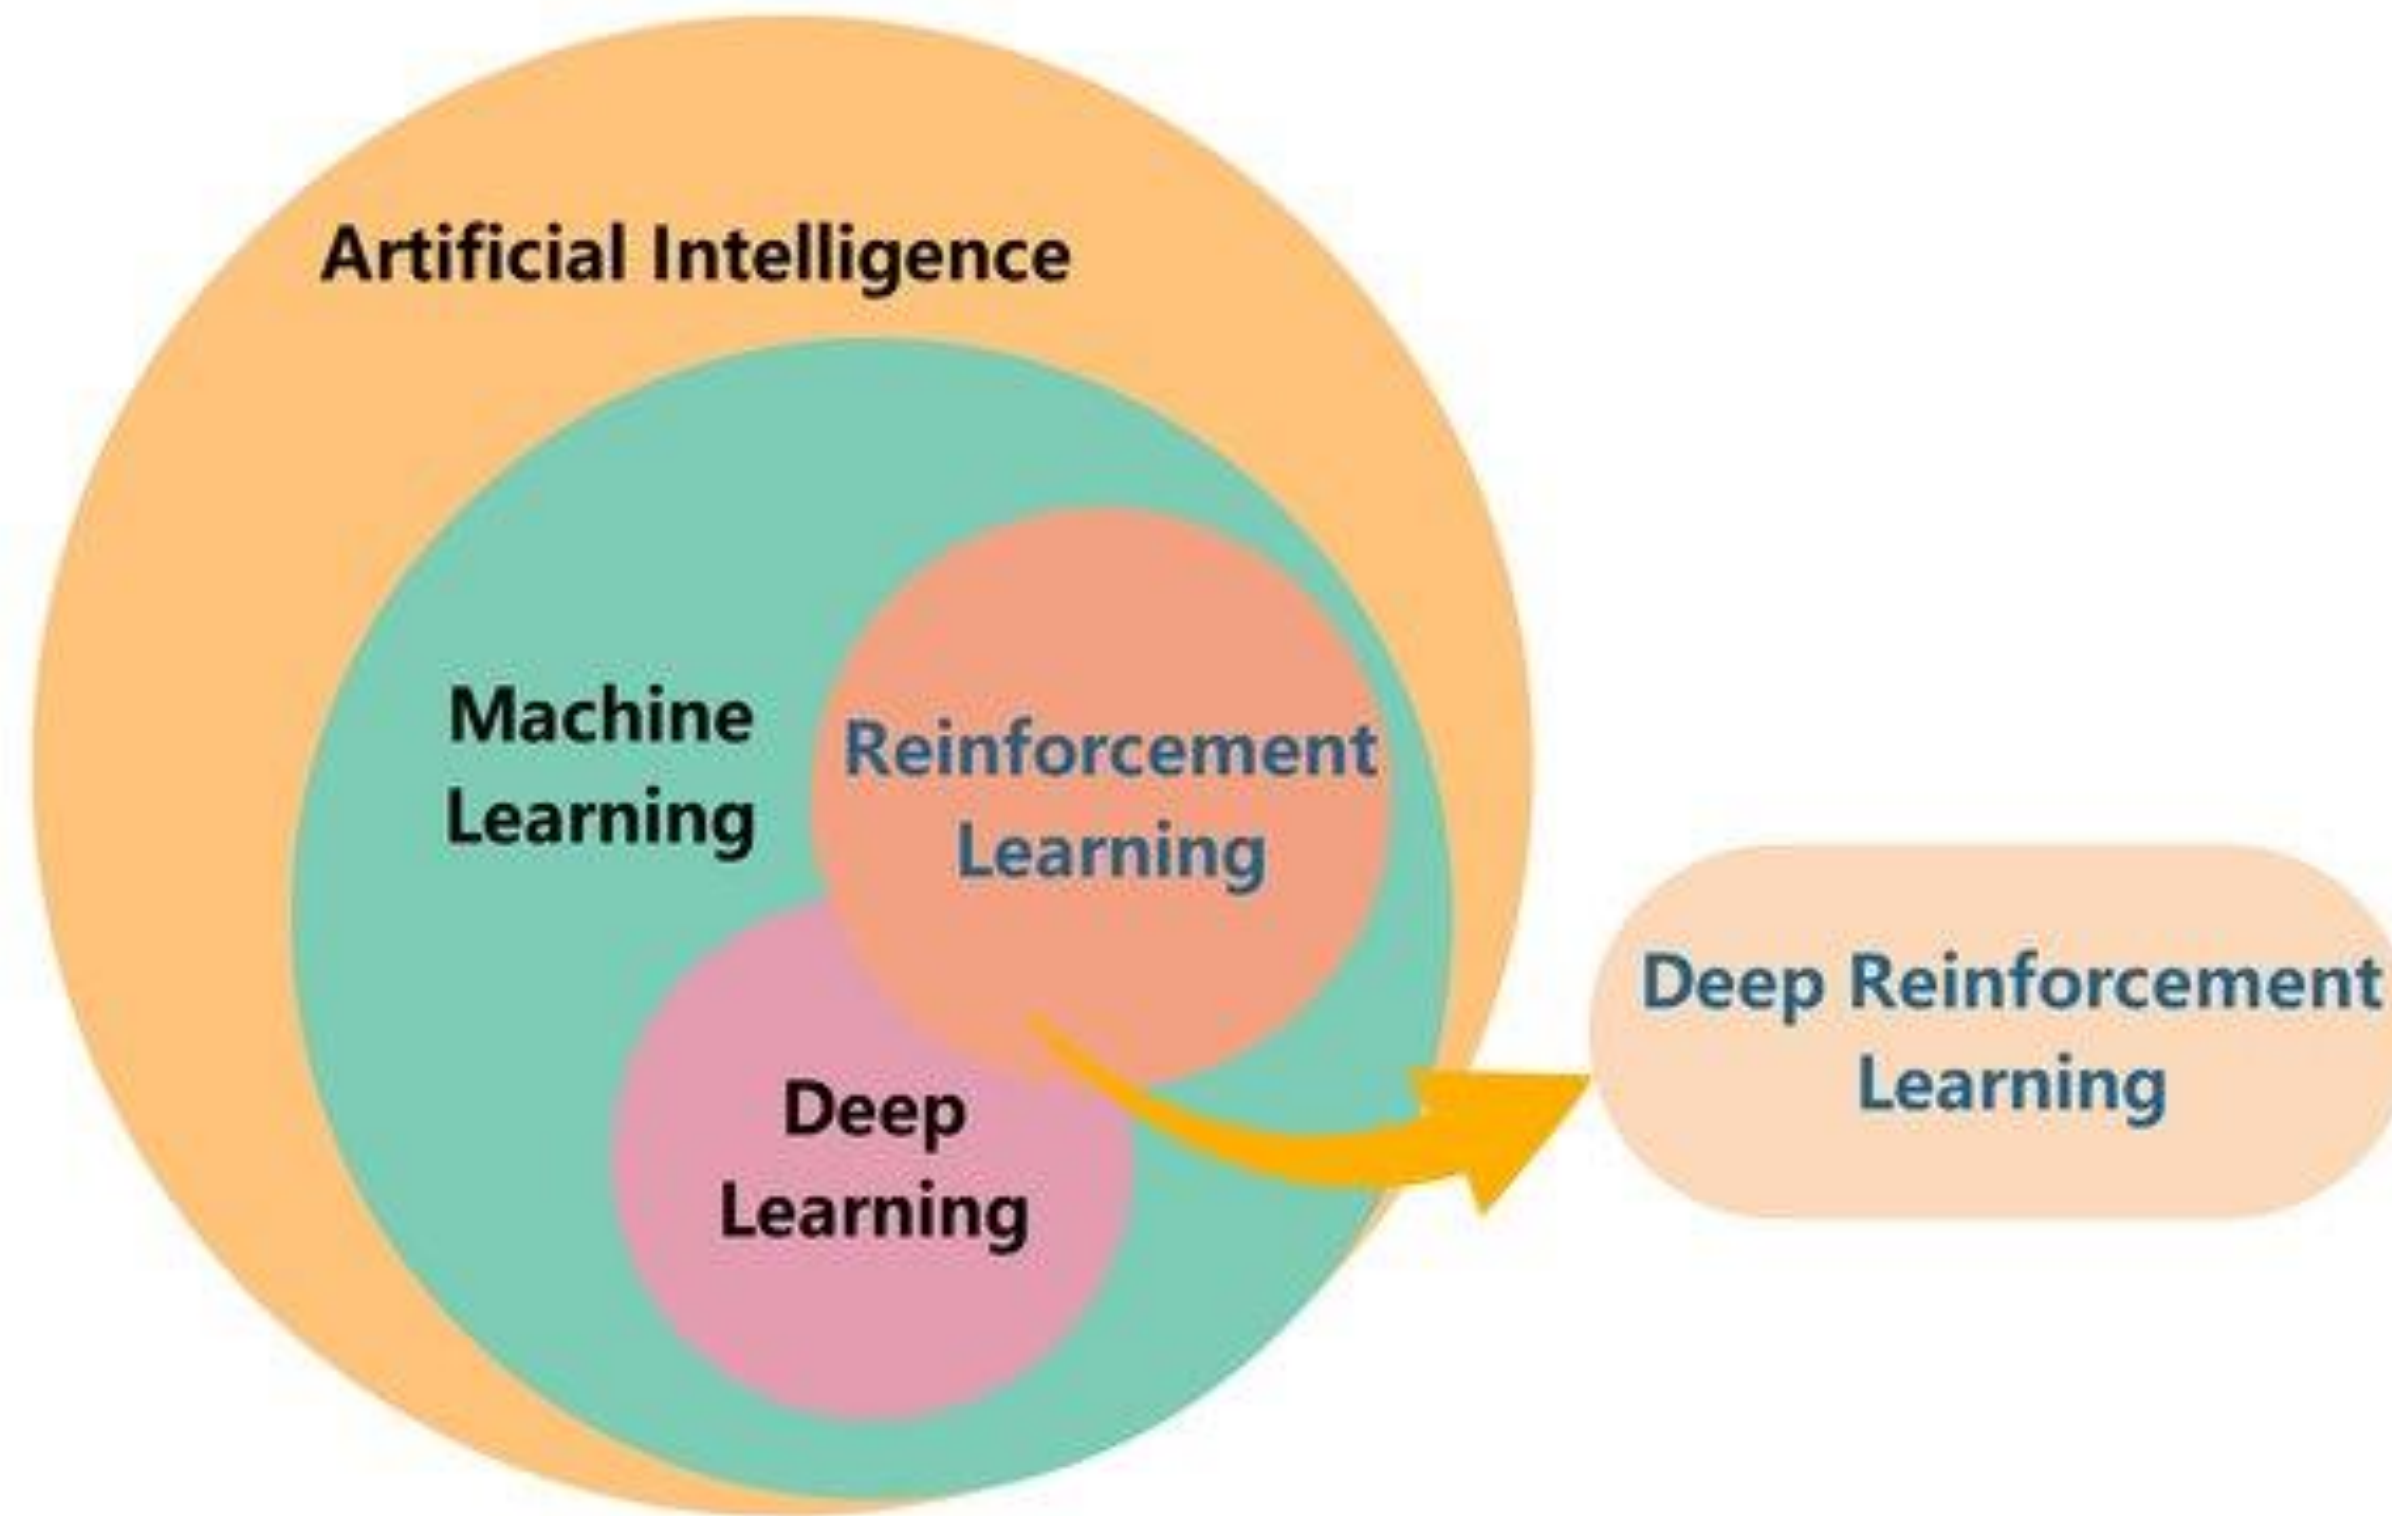 Artificial Intelligence
Machine
Learning
Reinforcement
Learning
Deep
Learning
Deep Reinforcement
Learning